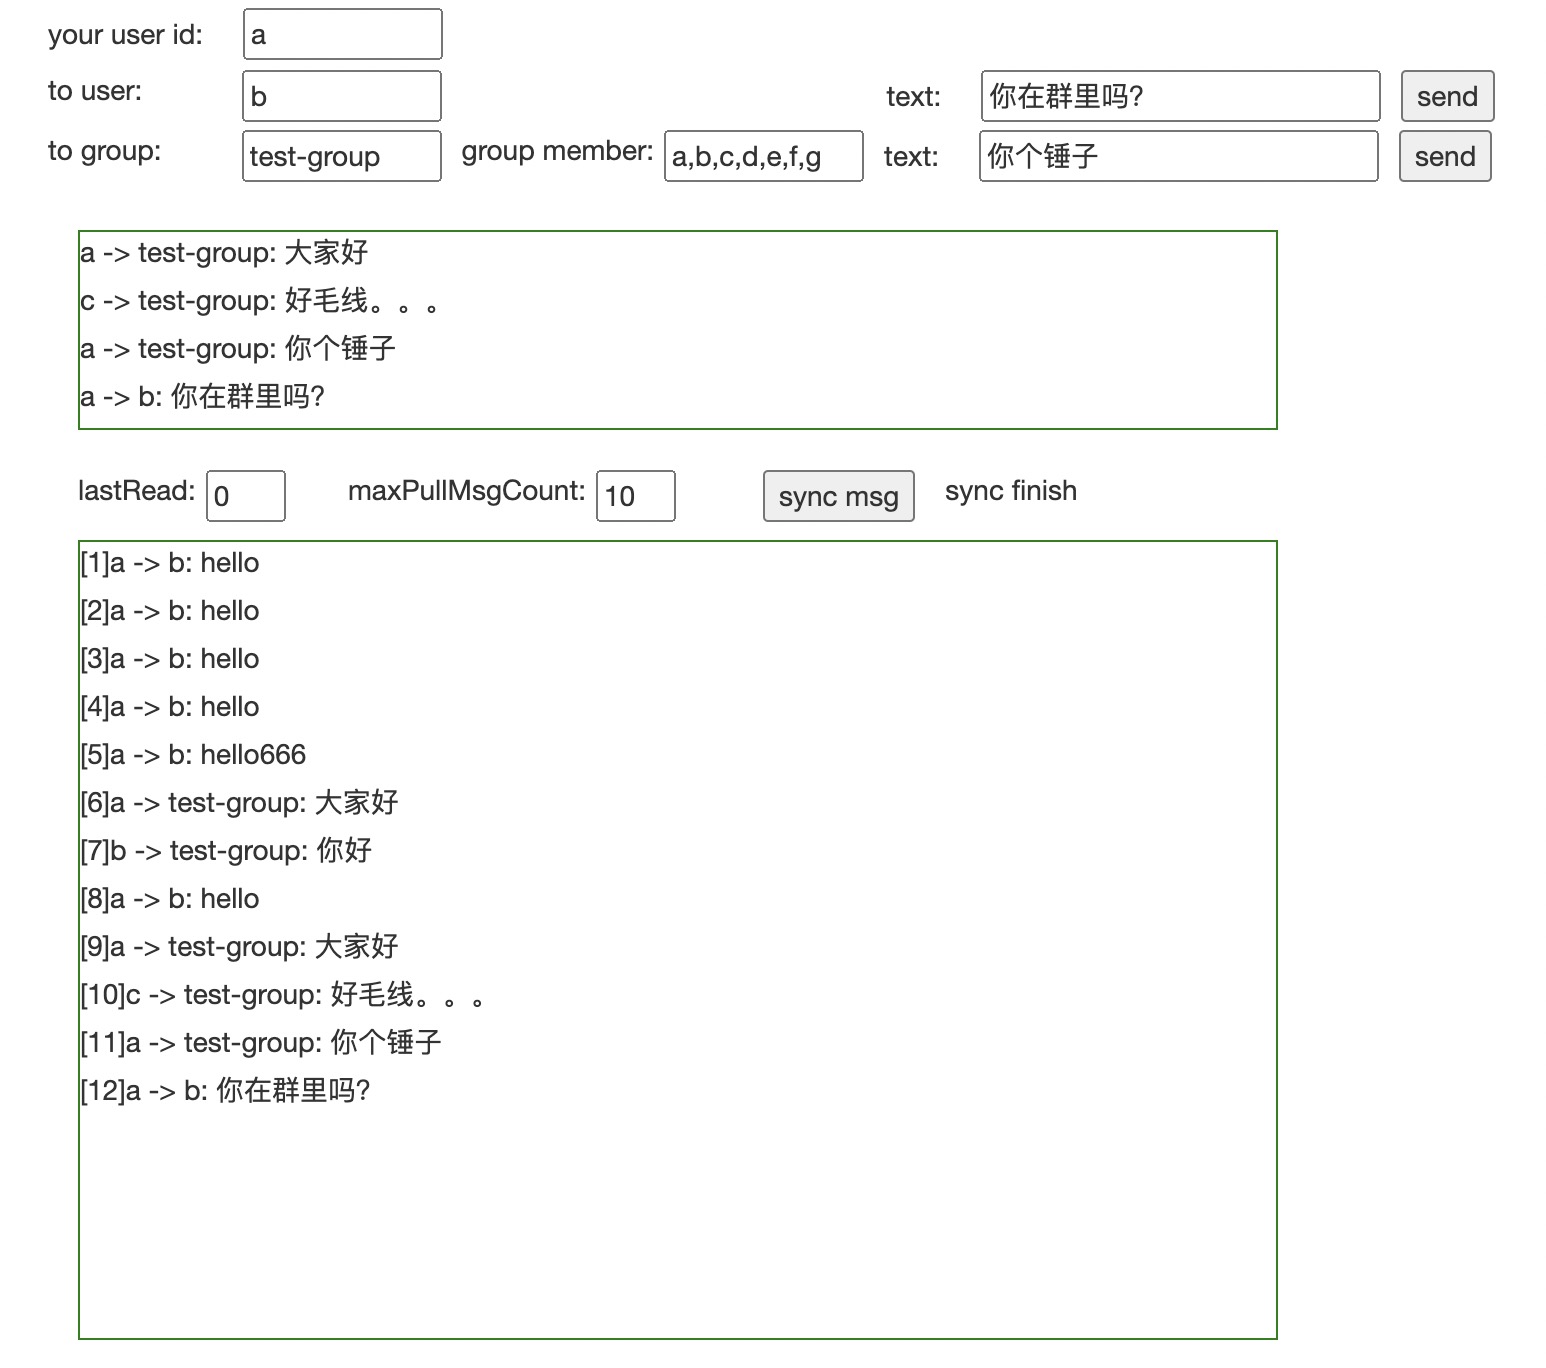 your user id: a
to user: b text: 你在群里吗? send
to group: test-group group member: a,b,c,d,e,f,g text: 你个锤子 send
a -> test-group: 大家好
c -> test-group: 好毛线。。。
a -> test-group: 你个锤子
a -> b: 你在群里吗?
lastRead: 0 maxPullMsgCount: 10 sync msg sync finish
[1]a -> b: hello
[2]a -> b: hello
[3]a -> b: hello
[4]a -> b: hello
[5]a -> b: hello666
[6]a -> test-group: 大家好
[7]b -> test-group: 你好
[8]a -> b: hello
[9]a -> test-group: 大家好
[10]c -> test-group: 好毛线。。。
[11]a -> test-group: 你个锤子
[12]a -> b: 你在群里吗?